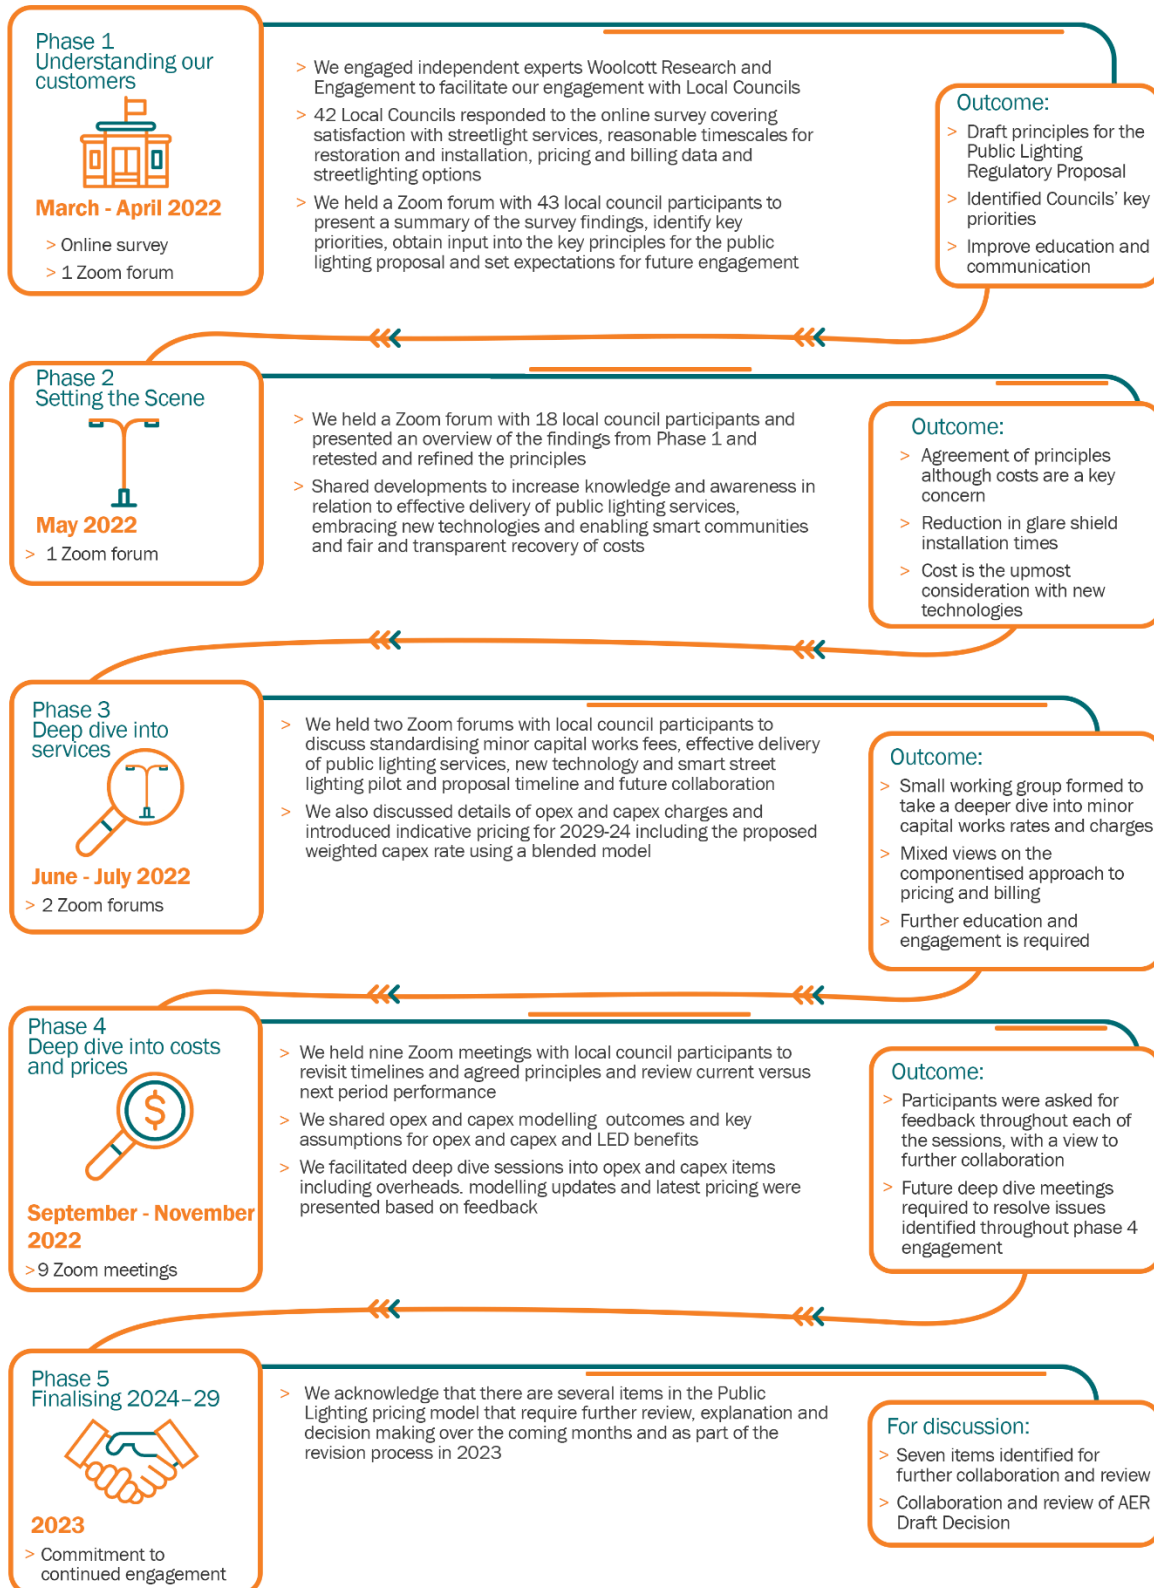 Phase 1
Understanding our
customers
March - April 2022
> Online survey
> 1 Zoom forum
> We engaged independent experts Woolcott Research and
Engagement to facilitate our engagement with Local Councils
> 42 Local Councils responded to the online survey covering
satisfaction with streetlight services, reasonable timescales for
restoration and installation, pricing and billing data and
streetlighting options
> We held a Zoom forum with 43 local council participants to
present a summary of the survey findings, identify key
priorities, obtain input into the key principles for the public
lighting proposal and set expectations for future engagement
Outcome:
> Draft principles for the
Public Lighting
Regulatory Proposal
> Identified Councils' key
priorities
> Improve education and
communication
Phase 2
Setting the Scene
May 2022
> 1 Zoom forum
> We held a Zoom forum with 18 local council participants and
presented an overview of the findings from Phase 1 and
retested and refined the principles
> Shared developments to increase knowledge and awareness in
relation to effective delivery of public lighting services,
embracing new technologies and enabling smart communities
and fair and transparent recovery of costs
Outcome:
> Agreement of principles
although costs are a key
concern
> Reduction in glare shield
installation times
> Cost is the upmost
consideration with new
technologies
Phase 3
Deep dive into
services
June - July 2022
> 2 Zoom forums
> We held two Zoom forums with local council participants to
discuss standardising minor capital works fees, effective delivery
of public lighting services, new technology and smart street
lighting pilot and proposal timeline and future collaboration
> We also discussed details of opex and capex charges and
introduced indicative pricing for 2029-24 including the proposed
weighted capex rate using a blended model
Outcome:
> Small working group formed to
take a deeper dive into minor
capital works rates and charges
> Mixed views on the
componentised approach to
pricing and billing
> Further education and
engagement is required
Phase 4
Deep dive into costs
and prices
$
September - November
2022
> 9 Zoom meetings
> We held nine Zoom meetings with local council participants to
revisit timelines and agreed principles and review current versus
next period performance
> We shared opex and capex modelling outcomes and key
assumptions for opex and capex and LED benefits
> We facilitated deep dive sessions into opex and capex items
including overheads. modelling updates and latest pricing were
presented based on feedback
Outcome:
> Participants were asked for
feedback throughout each of
the sessions, with a view to
further collaboration
> Future deep dive meetings
required to resolve issues
identified throughout phase 4
engagement
Phase 5
Finalising 2024–29
2023
> Commitment to
continued engagement
> We acknowledge that there are several items in the Public
Lighting pricing model that require further review, explanation and
decision making over the coming months and as part of the
revision process in 2023
For discussion:
> Seven items identified for
further collaboration and review
> Collaboration and review of AER
Draft Decision